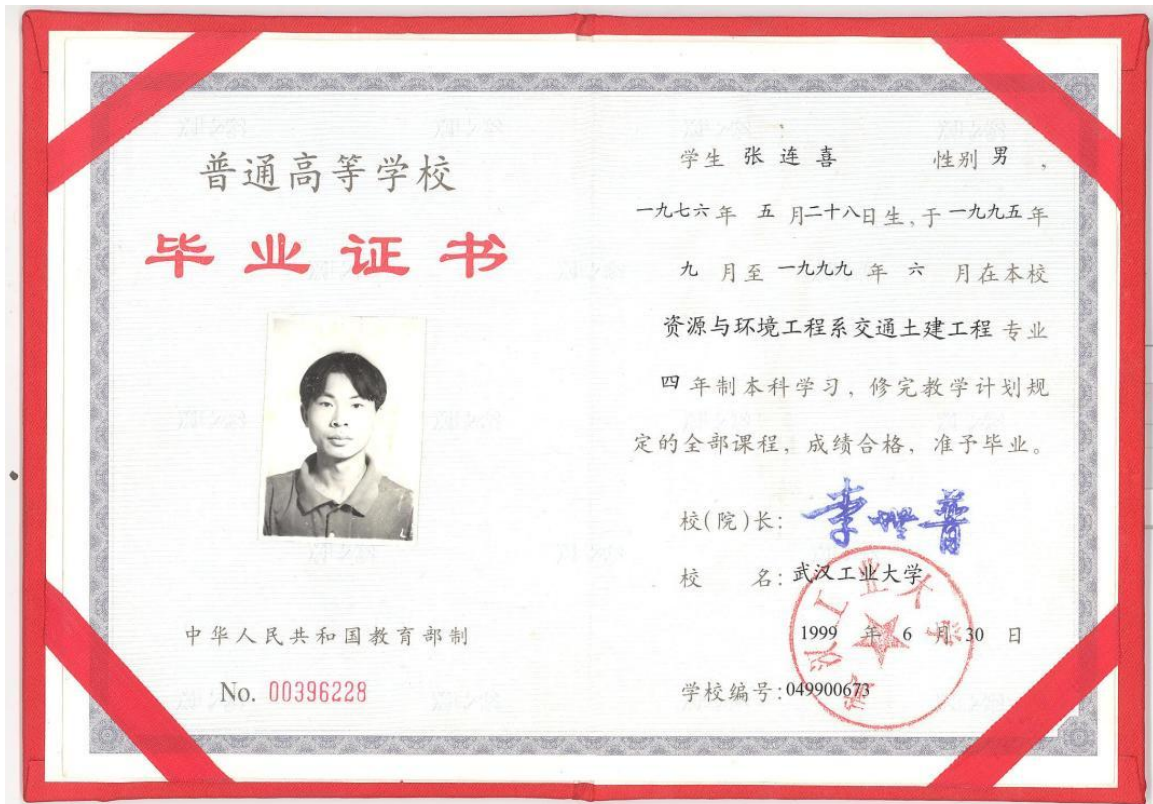 普通高等学校
毕业证书
中华人民共和国教育部制
No. 00396228
学生 张连喜 性别 男，
一九七六年 五 月二十八日生，于一九九五年
九 月至 一九九九 年 六 月在本校
资源与环境工程系交通土建工程 专业
四 年制本科学习，修完教学计划规
定的全部课程，成绩合格，准予毕业。
校(院)长：
校 名：武汉工业大学
1999 年 6 月 30 日
学校编号：049900673
武汉工业大学